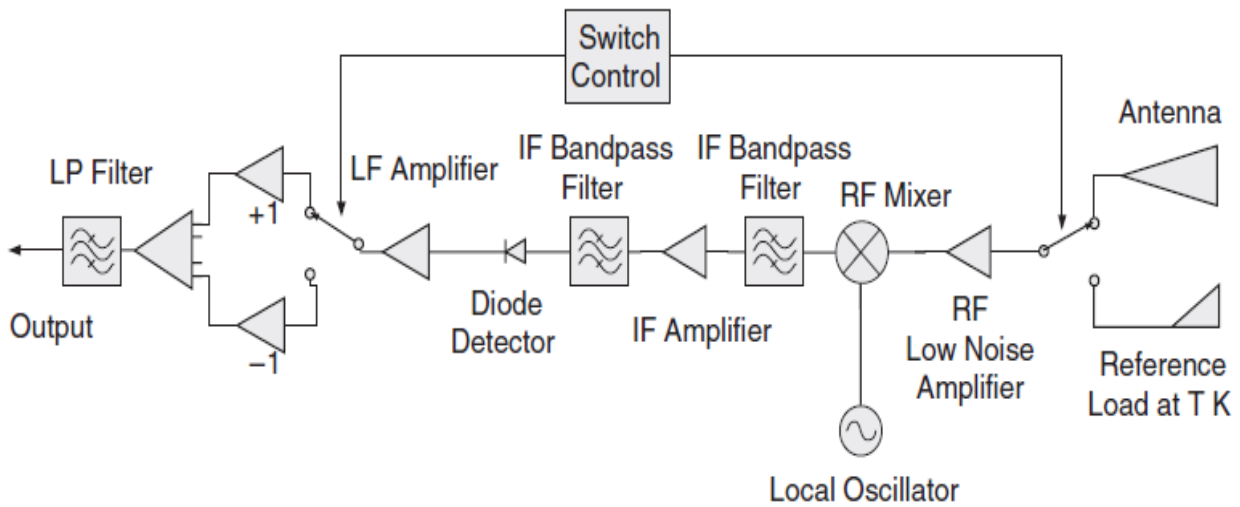 Switch
Control
Antenna
LP Filter
LF Amplifier
IF Bandpass
Filter
IF Bandpass
Filter
RF Mixer
+1
–1
Output
Diode
Detector
IF Amplifier
RF
Low Noise
Amplifier
Reference
Load at T K
Local Oscillator